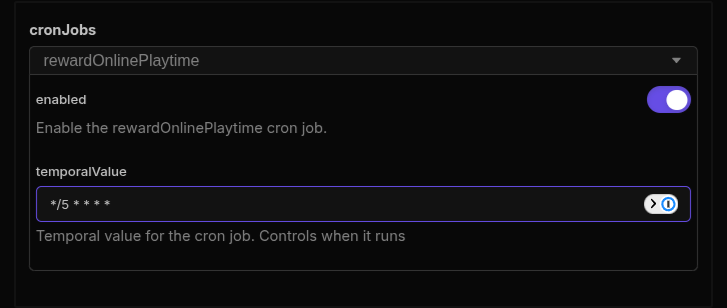 cronJobs
rewardOnlinePlaytime
enabled
Enable the rewardOnlinePlaytime cron job.
temporalValue
*/5 * * * *
Temporal value for the cron job. Controls when it runs